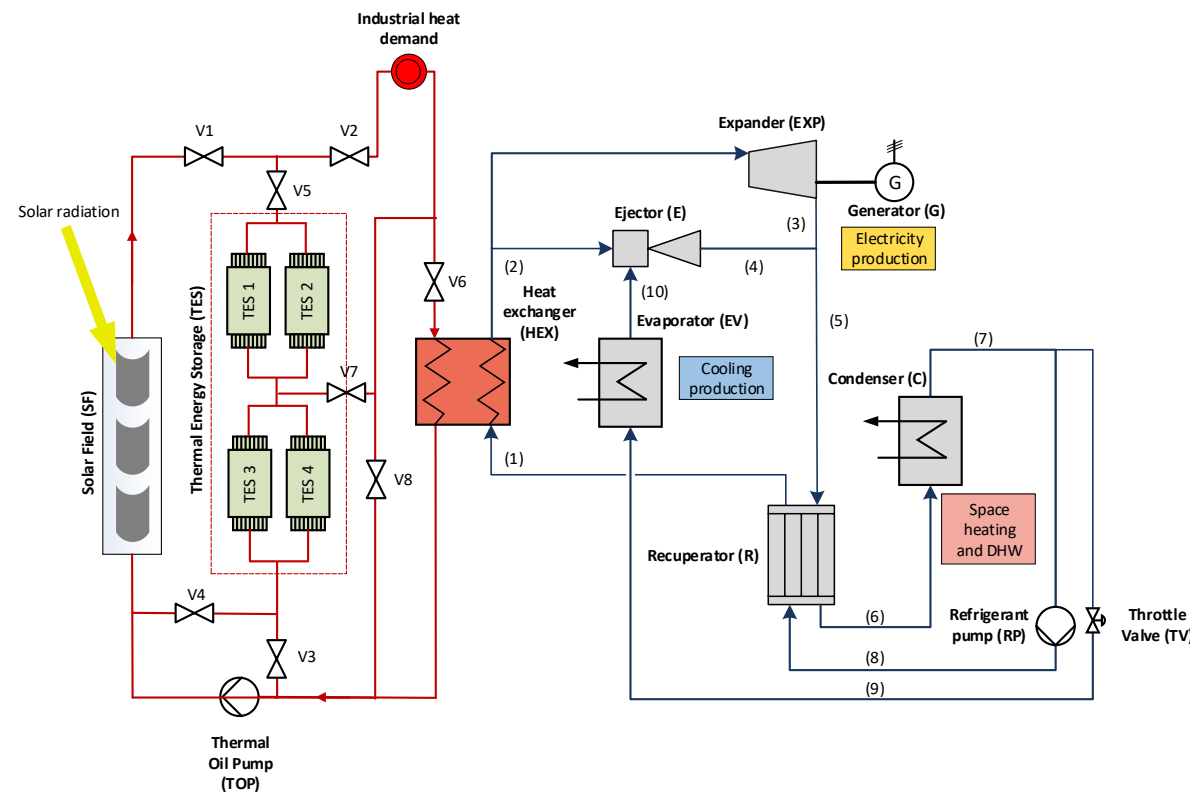 Industrial heat
demand
V1
V2
Expander (EXP)
V5
G
Solar radiation
Ejector (E)
Generator (G)
(3)
Electricity
production
(2)
(4)
TES 1
TES 2
V6
Heat
exchanger
(HEX)
(10)
Evaporator (EV)
(5)
Thermal Energy Storage (TES)
(7)
V7
Cooling
production
Condenser (C)
Solar Field (SF)
TES 3
TES 4
(1)
V8
Space
heating
and DHW
Recuperator (R)
V4
(6)
Refrigerant
pump (RP)
Throttle
Valve (TV)
V3
(8)
(9)
Thermal
Oil Pump
(TOP)